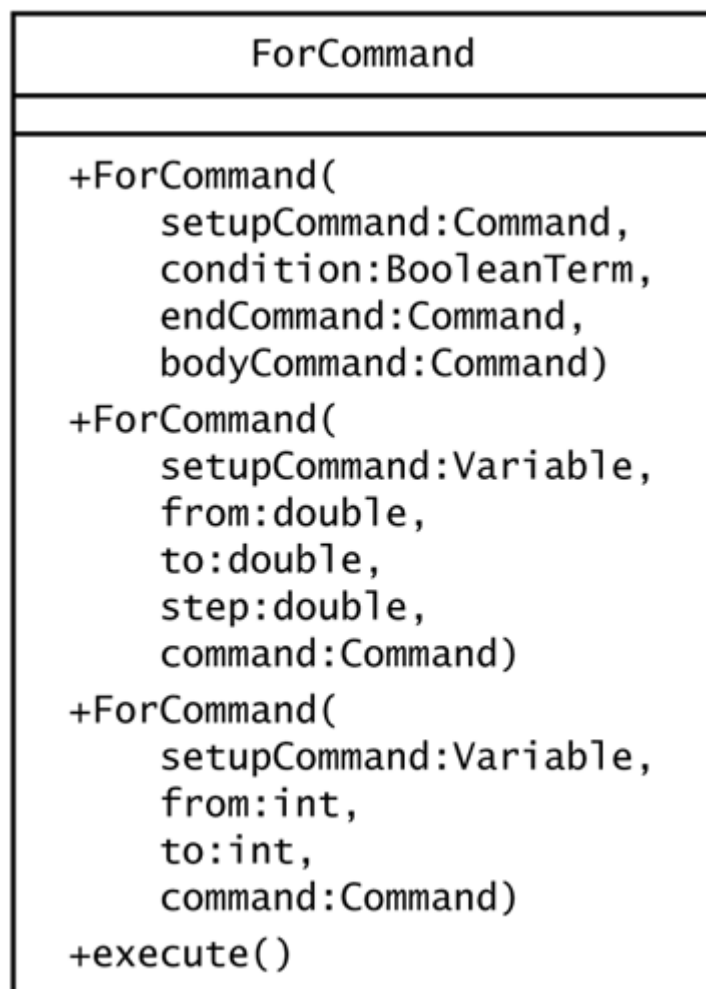 ForCommand
+ForCommand(
setupCommand:Command,
condition:BooleanTerm,
endCommand:Command,
bodyCommand:Command)
+ForCommand(
setupCommand:Variable,
from:double,
to:double,
step:double,
command:Command)
+ForCommand(
setupCommand:Variable,
from:int,
to:int,
command:Command)
+execute()